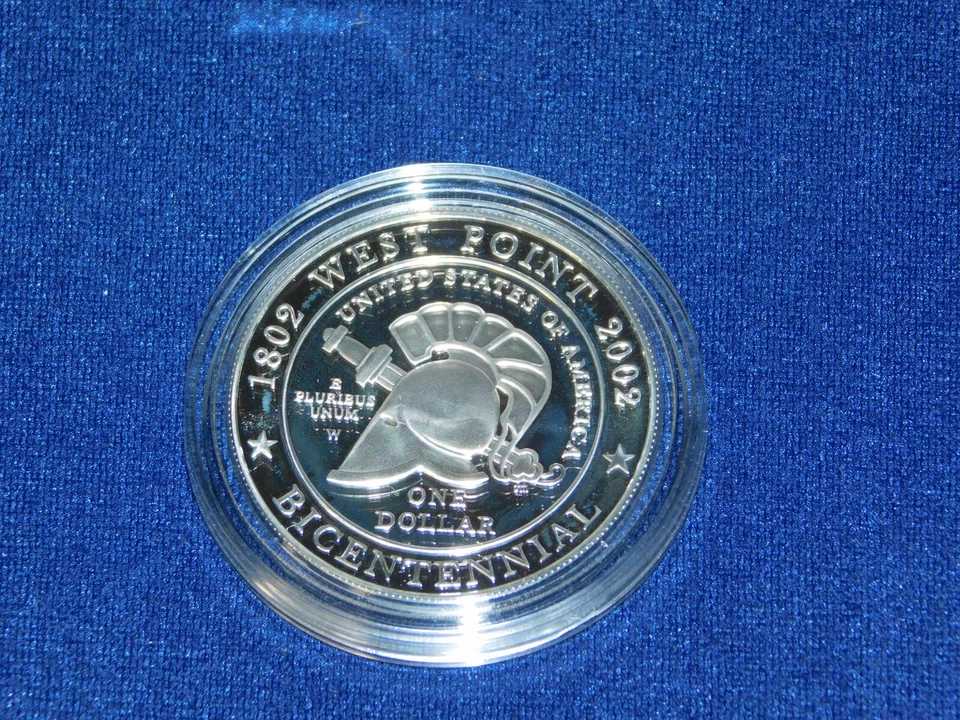 1802 WEST POINT 2002
UNITED STATES OF AMERICA
E
PLURIBUS
UNUM
W
ONE
DOLLAR
BICENTENNIAL